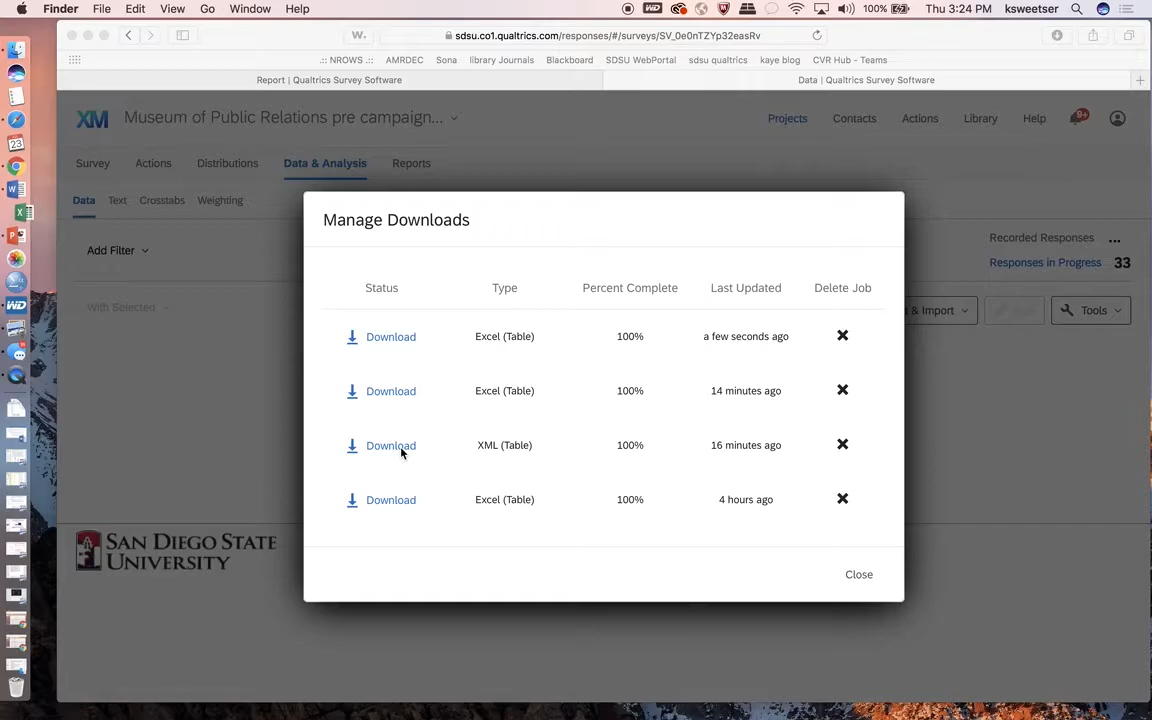 Finder File Edit View Go Window Help WD 100% Thu 3:24 PM ksweetser
W. sdsu.co1.qualtrics.com/responses/#/surveys/SV_0e0nTZYp32easRv
.:: NROWS .:: AMRDEC Sona library Journals Blackboard SDSU WebPortal sdsu qualtrics kaye blog CVR Hub - Teams
Report | Qualtrics Survey Software Data | Qualtrics Survey Software
XM Museum of Public Relations pre campaign... Projects Contacts Actions Library Help 9+
Survey Actions Distributions Data & Analysis Reports
Data Text Crosstabs Weighting
Manage Downloads
Add Filter Recorded Responses ...
Responses in Progress 33
Status Type Percent Complete Last Updated Delete Job
With Selected & Import Tools
Download Excel (Table) 100% a few seconds ago
Download Excel (Table) 100% 14 minutes ago
Download XML (Table) 100% 16 minutes ago
Download Excel (Table) 100% 4 hours ago
SAN DIEGO STATE
UNIVERSITY
Close